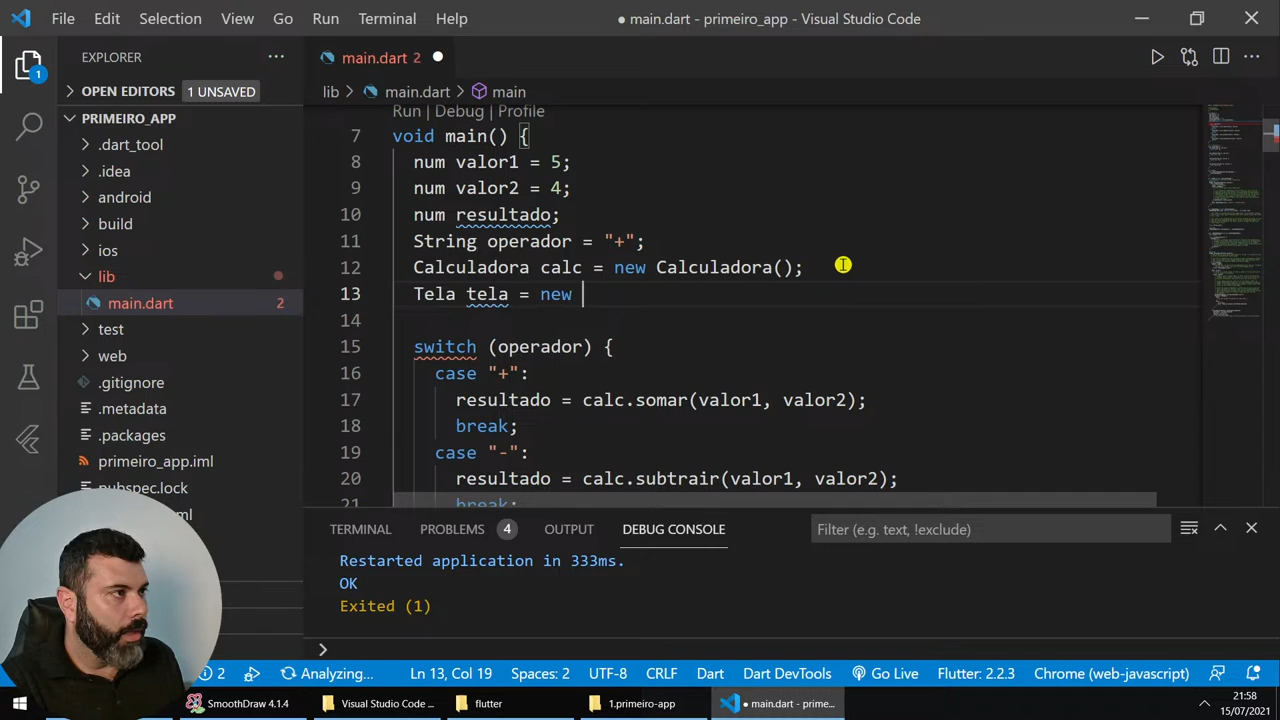 File Edit Selection View Go Run Terminal Help
● main.dart - primeiro_app - Visual Studio Code
EXPLORER
main.dart 2
OPEN EDITORS 1 UNSAVED
lib > main.dart > main
PRIMEIRO_APP
.dart_tool
.idea
android
build
ios
lib
main.dart 2
test
web
.gitignore
.metadata
.packages
primeiro_app.iml
pubspec.lock
Run | Debug | Profile
7 void main() {
8 num valor1 = 5;
9 num valor2 = 4;
10 num resultado;
11 String operador = "+";
12 Calculadora calc = new Calculadora();
13 Tela tela = new
14
15 switch (operador) {
16 case "+":
17 resultado = calc.somar(valor1, valor2);
18 break;
19 case "-":
20 resultado = calc.subtrair(valor1, valor2);
21 break;
TERMINAL PROBLEMS 4 OUTPUT DEBUG CONSOLE
Filter (e.g. text, !exclude)
Restarted application in 333ms.
OK
Exited (1)
2 Analyzing... Ln 13, Col 19 Spaces: 2 UTF-8 CRLF Dart Dart DevTools Go Live Flutter: 2.2.3 Chrome (web-javascript)
SmoothDraw 4.1.4 Visual Studio Code ... flutter 1.primeiro-app ● main.dart - prime...
21:58
15/07/2021